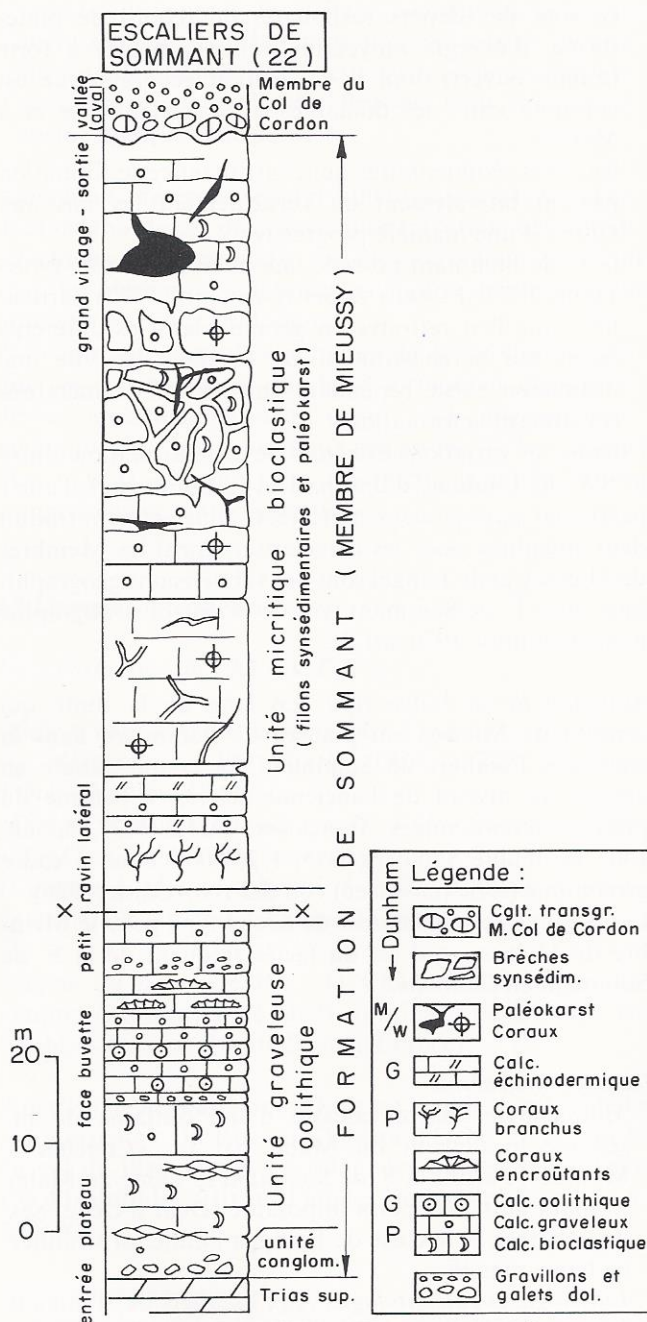 ESCALIERS DE
SOMMANT (22')
Membre du
Col de
Cordon
grand virage - sortie vallée
(aval)
petit ravin latéral
face buvette
entrée plateau
Unité micritique bioclastique
(filons synsédimentaires et paléokarst)
Unité graveleuse
oolithique
unité
conglom.
Trias sup.
FORMATION DE SOMMANT (MEMBRE DE MIEUSSY)
X X
m
20
10
0
Légende :
Dunham
Cglt. transgr.
M. Col de Cordon
Brêches
synsédim.
M/W
Paléokarst
Coraux
G
Calc.
échinodermique
P
Coraux
branchus
Coraux
encroûtants
G
Calc. oolithique
P
Calc. graveleux
Calc. bioclastique
Gravillons et
galets dol.